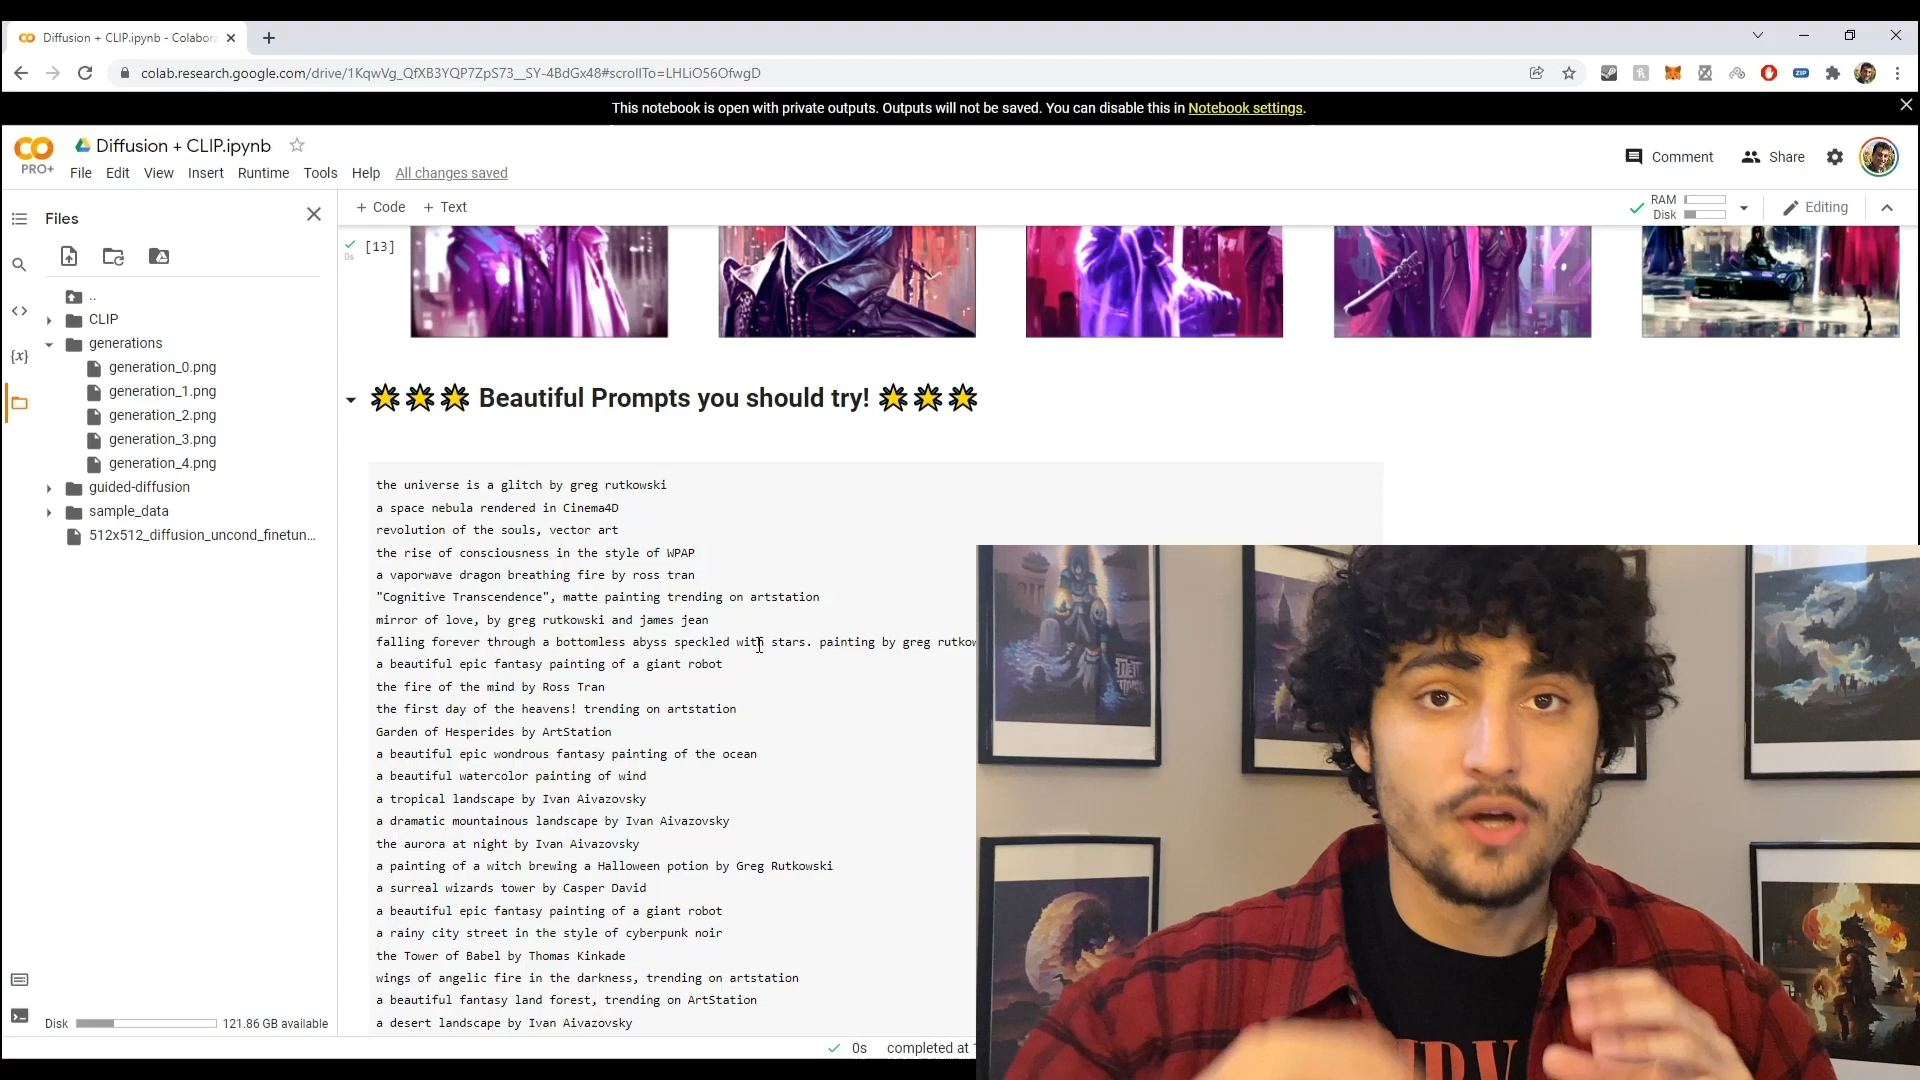 Diffusion + CLIP.ipynb - Colabora
colab.research.google.com/drive/1KqwVg_QfXB3YQP7ZpS73__SY-4BdGx48#scrollTo=LHLiO56OfwgD
ZIP
This notebook is open with private outputs. Outputs will not be saved. You can disable this in Notebook settings.
Diffusion + CLIP.ipynb
PRO+
File Edit View Insert Runtime Tools Help All changes saved
Comment Share
Files
+ Code + Text
RAM
Disk
Editing
[13]
0s
..
CLIP
generations
generation_0.png
generation_1.png
generation_2.png
generation_3.png
generation_4.png
guided-diffusion
sample_data
512x512_diffusion_uncond_finetun...
{x}
Disk
121.86 GB available
Beautiful Prompts you should try!
the universe is a glitch by greg rutkowski
a space nebula rendered in Cinema4D
revolution of the souls, vector art
the rise of consciousness in the style of WPAP
a vaporwave dragon breathing fire by ross tran
"Cognitive Transcendence", matte painting trending on artstation
mirror of love, by greg rutkowski and james jean
falling forever through a bottomless abyss speckled with stars. painting by greg rutkow
a beautiful epic fantasy painting of a giant robot
the fire of the mind by Ross Tran
the first day of the heavens! trending on artstation
Garden of Hesperides by ArtStation
a beautiful epic wondrous fantasy painting of the ocean
a beautiful watercolor painting of wind
a tropical landscape by Ivan Aivazovsky
a dramatic mountainous landscape by Ivan Aivazovsky
the aurora at night by Ivan Aivazovsky
a painting of a witch brewing a Halloween potion by Greg Rutkowski
a surreal wizards tower by Casper David
a beautiful epic fantasy painting of a giant robot
a rainy city street in the style of cyberpunk noir
the Tower of Babel by Thomas Kinkade
wings of angelic fire in the darkness, trending on artstation
a beautiful fantasy land forest, trending on ArtStation
a desert landscape by Ivan Aivazovsky
0s completed at